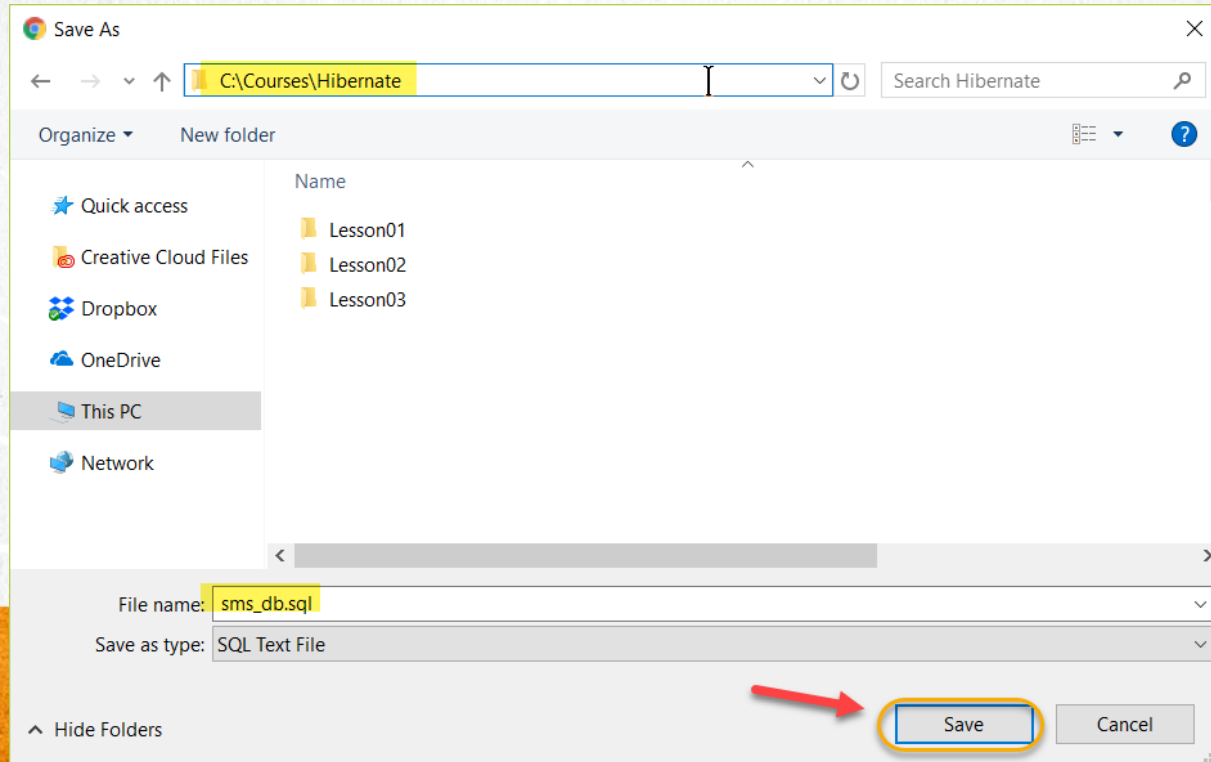 Save As
C:\Courses\Hibernate
Search Hibernate
Organize
New folder
?
Name
Quick access
Creative Cloud Files
Dropbox
OneDrive
This PC
Network
Lesson01
Lesson02
Lesson03
File name: sms_db.sql
Save as type: SQL Text File
Hide Folders
Save
Cancel